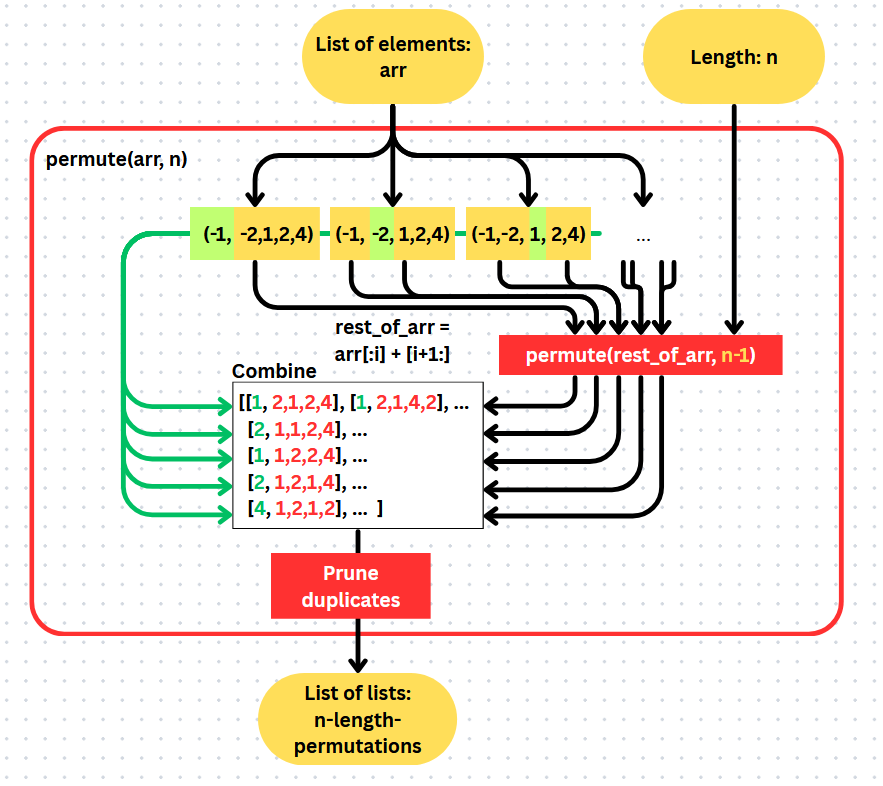 List of elements:
arr
Length: n
permute(arr, n)
(-1, -2,1,2,4)
(-1, -2, 1,2,4)
(-1,-2, 1, 2,4)
...
rest_of_arr =
arr[:i] + [i+1:]
permute(rest_of_arr, n-1)
Combine
[[1, 2,1,2,4], [1, 2,1,4,2], ...
[2, 1,1,2,4], ...
[1, 1,2,2,4], ...
[2, 1,2,1,4], ...
[4, 1,2,1,2], ... ]
Prune
duplicates
List of lists:
n-length-
permutations